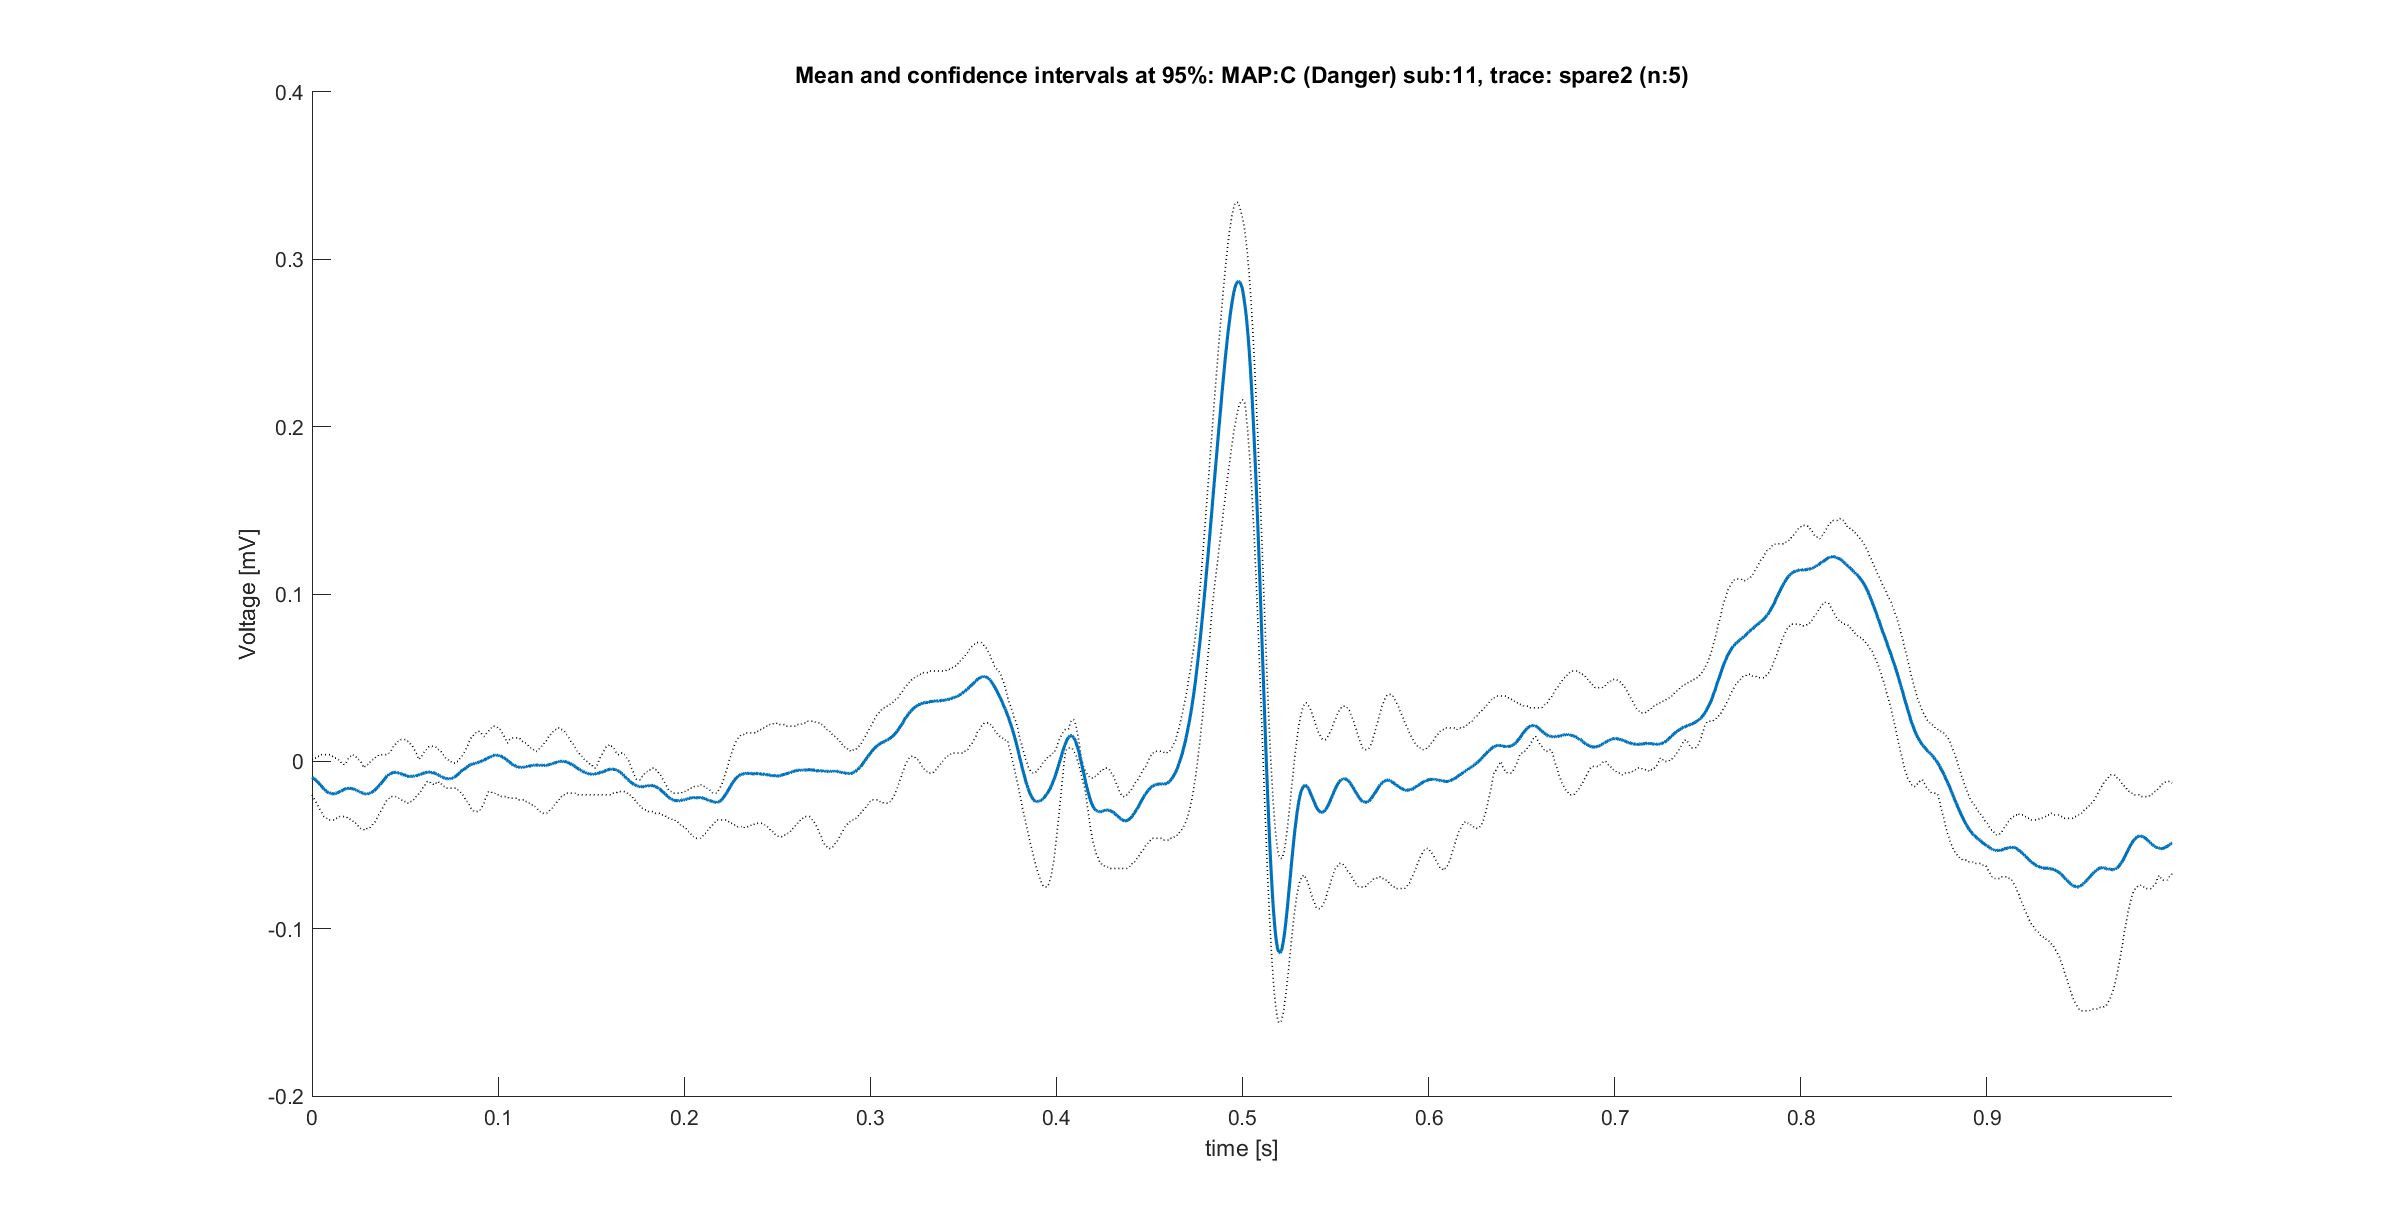 Mean and confidence intervals at 95%: MAP:C (Danger) sub:11, trace: spare2 (n:5)
0.4
0.3
0.2
0.1
0
-0.1
-0.2
Voltage [mV]
0 0.1 0.2 0.3 0.4 0.5 0.6 0.7 0.8 0.9
time [s]